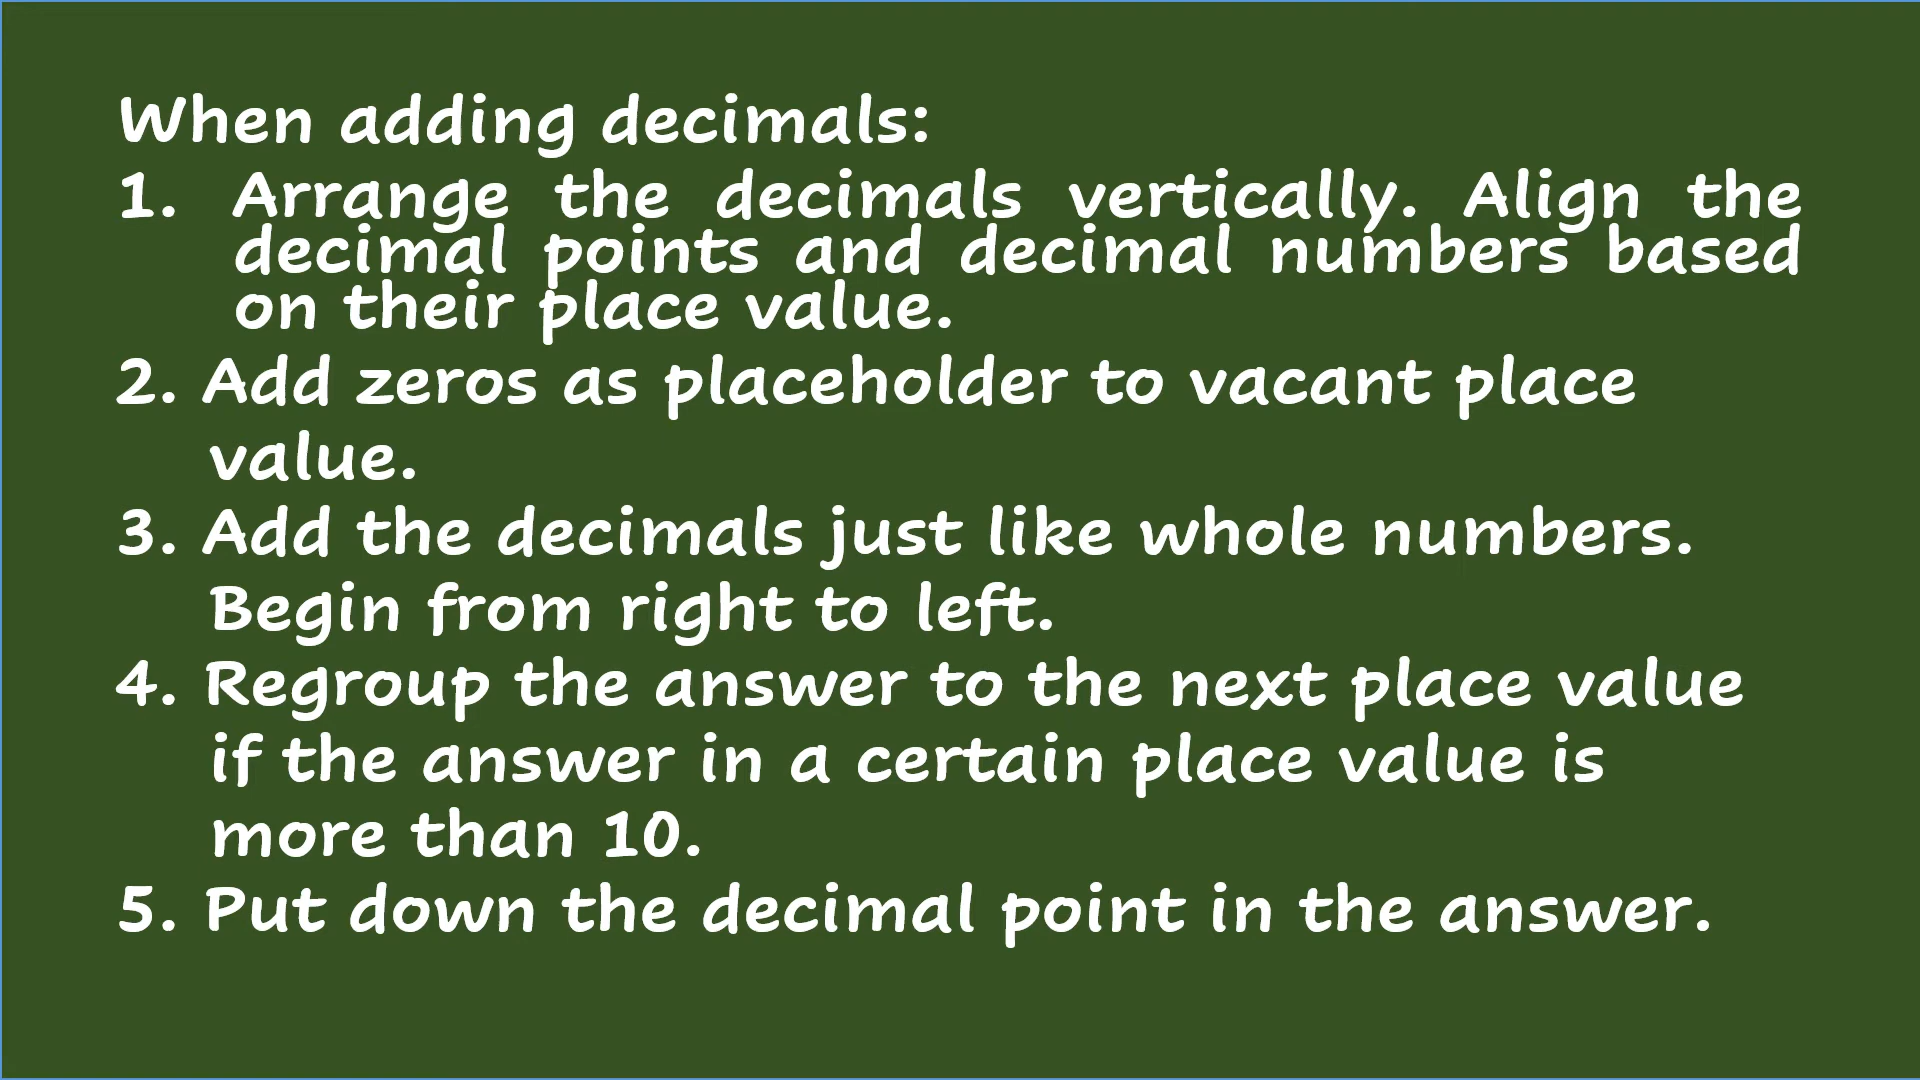 When adding decimals:
1. Arrange the decimals vertically. Align the
decimal points and decimal numbers based
on their place value.
2. Add zeros as placeholder to vacant place
value.
3. Add the decimals just like whole numbers.
Begin from right to left.
4. Regroup the answer to the next place value
if the answer in a certain place value is
more than 10.
5. Put down the decimal point in the answer.